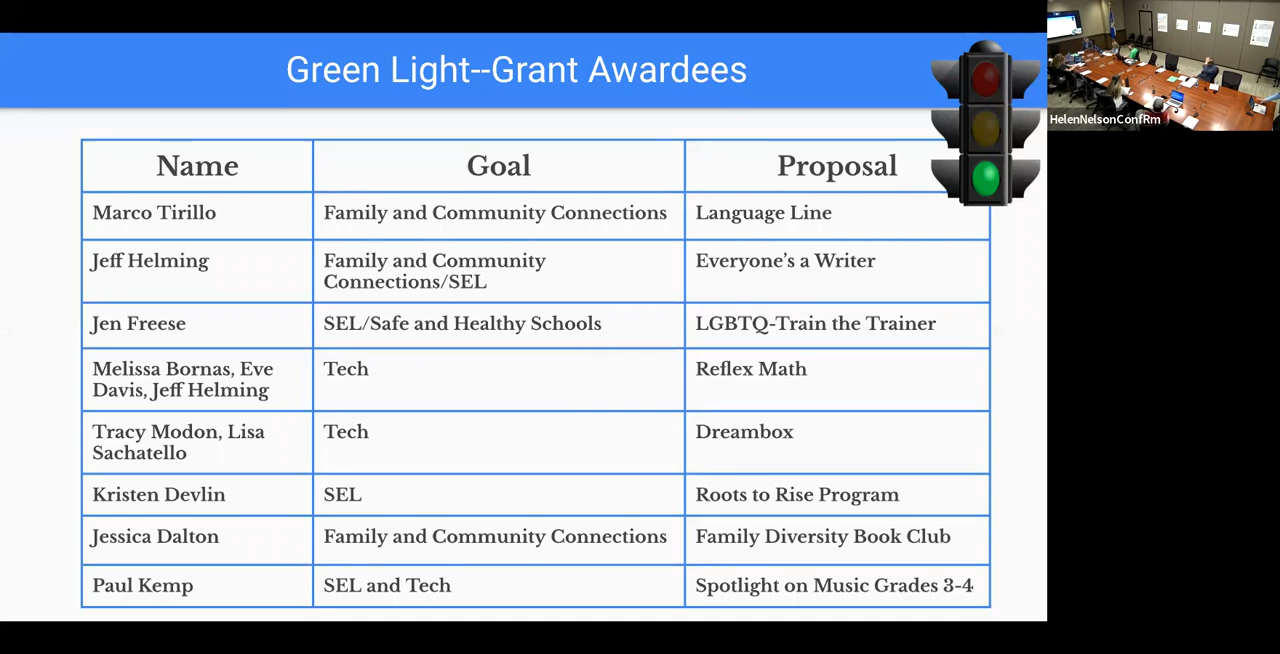 Green Light--Grant Awardees
Name Goal Proposal
Marco Tirillo Family and Community Connections Language Line
Jeff Helming Family and Community Everyone's a Writer
Connections/SEL
Jen Freese SEL/Safe and Healthy Schools LGBTQ-Train the Trainer
Melissa Bornas, Eve Tech Reflex Math
Davis, Jeff Helming
Tracy Modon, Lisa Tech Dreambox
Sachatello
Kristen Devlin SEL Roots to Rise Program
Jessica Dalton Family and Community Connections Family Diversity Book Club
Paul Kemp SEL and Tech Spotlight on Music Grades 3-4
HelenNelsonConfRm